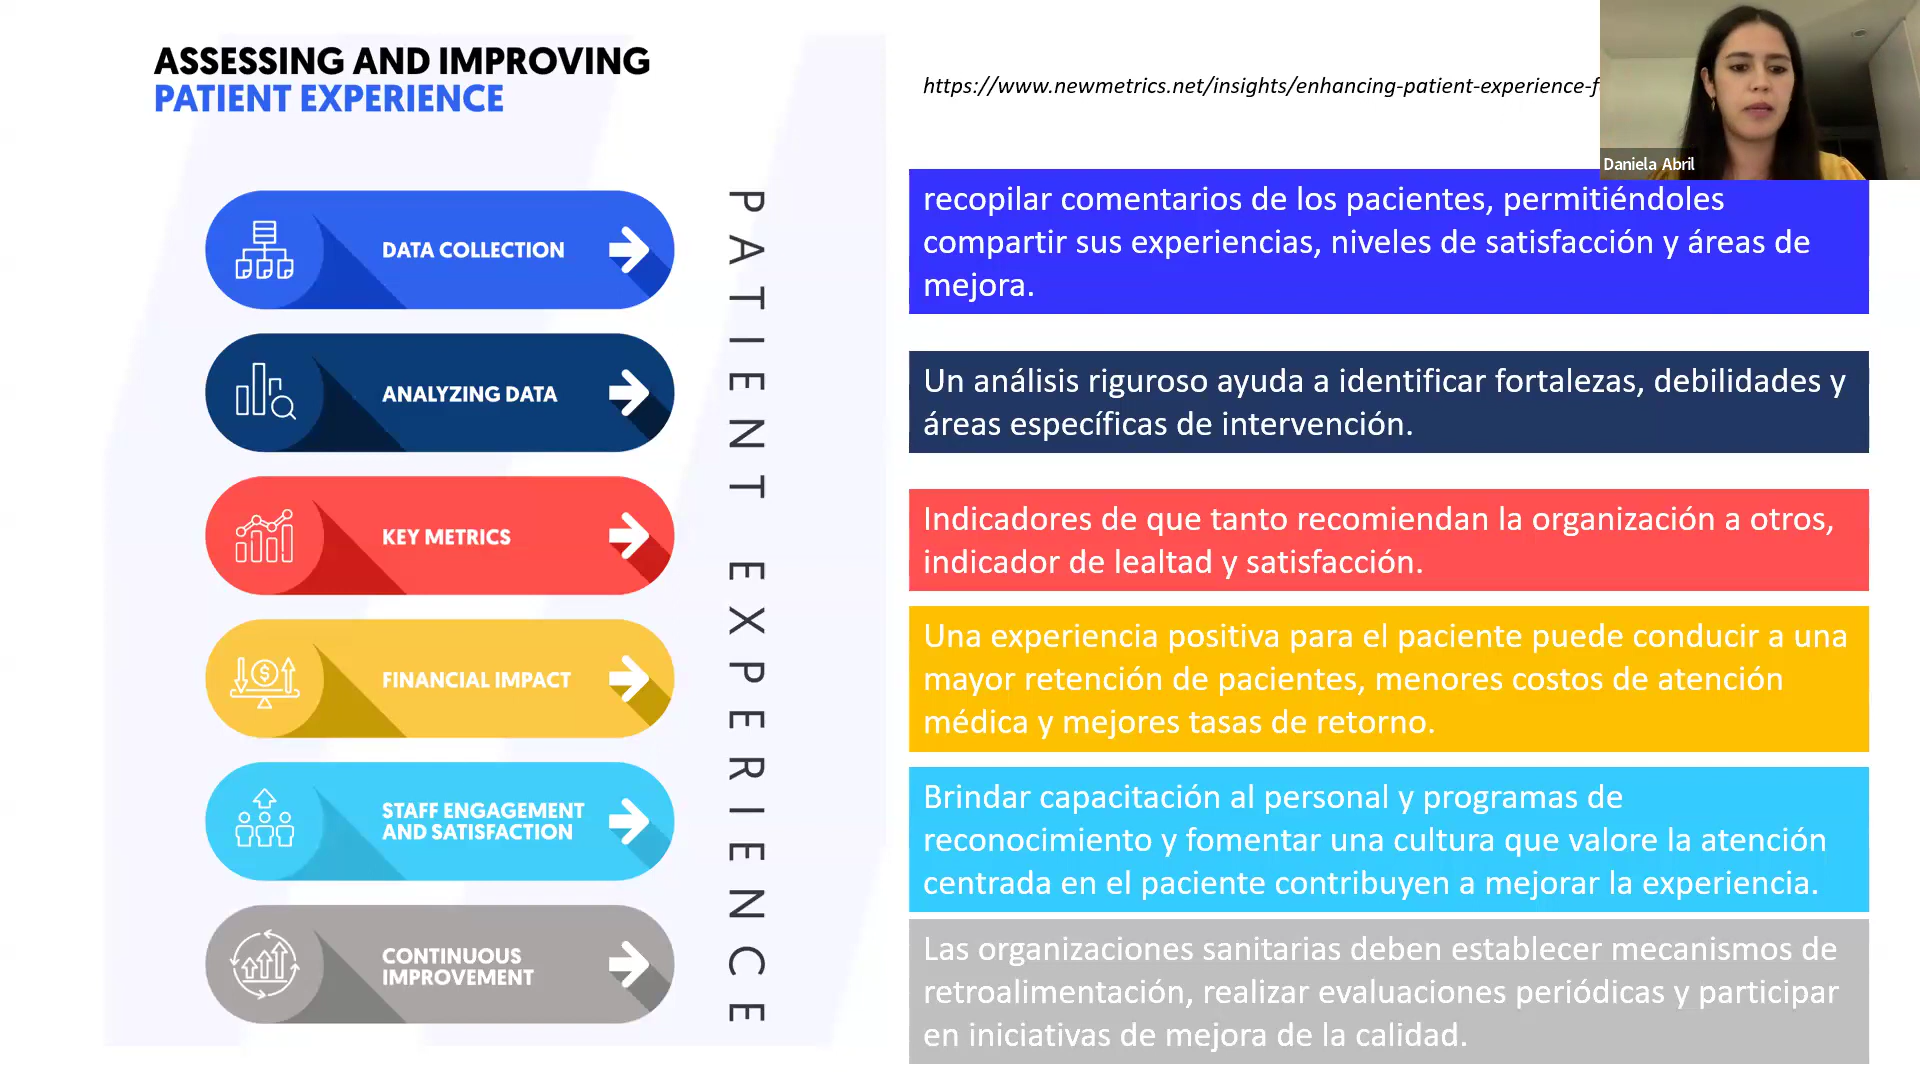 ASSESSING AND IMPROVING
PATIENT EXPERIENCE
https://www.newmetrics.net/insights/enhancing-patient-experience-f
Daniela Abril
DATA COLLECTION
recopilar comentarios de los pacientes, permitiéndoles
compartir sus experiencias, niveles de satisfacción y áreas de
mejora.
ANALYZING DATA
Un análisis riguroso ayuda a identificar fortalezas, debilidades y
áreas específicas de intervención.
KEY METRICS
Indicadores de que tanto recomiendan la organización a otros,
indicador de lealtad y satisfacción.
FINANCIAL IMPACT
Una experiencia positiva para el paciente puede conducir a una
mayor retención de pacientes, menores costos de atención
médica y mejores tasas de retorno.
STAFF ENGAGEMENT
AND SATISFACTION
Brindar capacitación al personal y programas de
reconocimiento y fomentar una cultura que valore la atención
centrada en el paciente contribuyen a mejorar la experiencia.
CONTINUOUS
IMPROVEMENT
Las organizaciones sanitarias deben establecer mecanismos de
retroalimentación, realizar evaluaciones periódicas y participar
en iniciativas de mejora de la calidad.
PATIENT EXPERIENCE